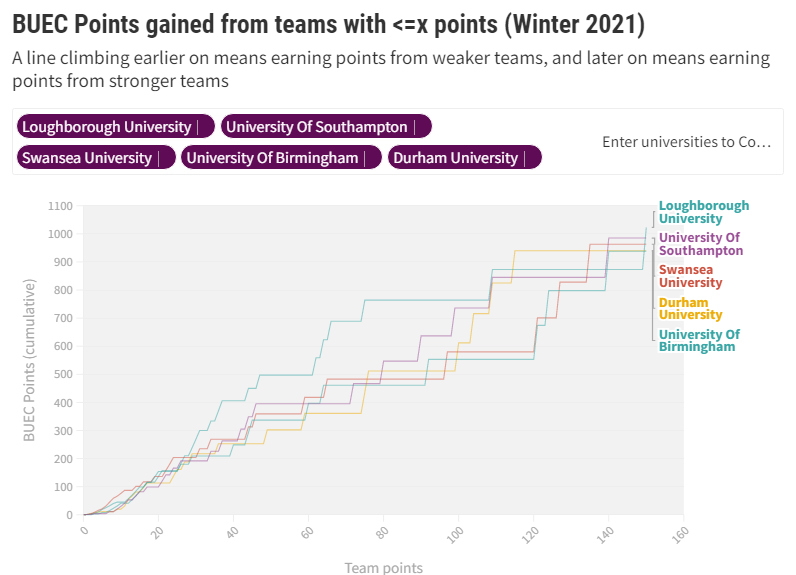 BUEC Points gained from teams with <=x points (Winter 2021)
A line climbing earlier on means earning points from weaker teams, and later on means earning
points from stronger teams
Loughborough University
University Of Southampton
Enter universities to Co…
Swansea University
University Of Birmingham
Durham University
BUEC Points (cumulative)
1100
1000
900
800
700
600
500
400
300
200
100
0
Loughborough
University
University Of
Southampton
Swansea
University
Durham
University
University Of
Birmingham
0
20
40
60
80
100
120
140
160
Team points